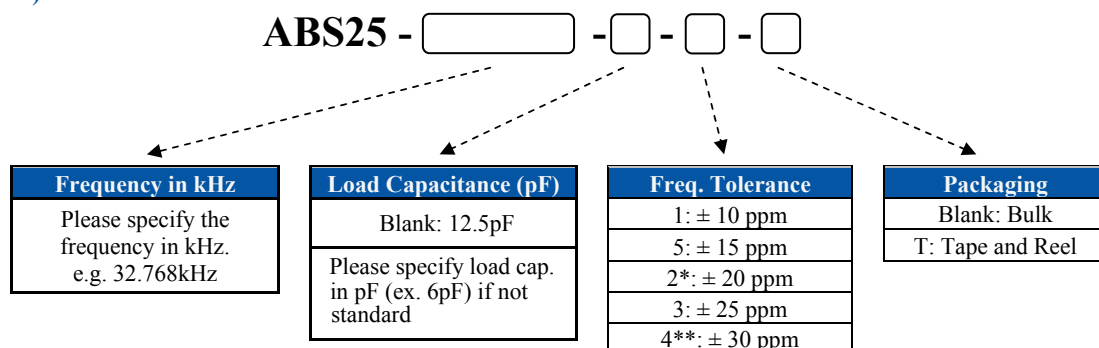 )
ABS25 - - - -
Frequency in kHz
Please specify the
frequency in kHz.
e.g. 32.768kHz
Load Capacitance (pF)
Blank: 12.5pF
Please specify load cap.
in pF (ex. 6pF) if not
standard
Freq. Tolerance
1: ± 10 ppm
5: ± 15 ppm
2*: ± 20 ppm
3: ± 25 ppm
4**: ± 30 ppm
Packaging
Blank: Bulk
T: Tape and Reel